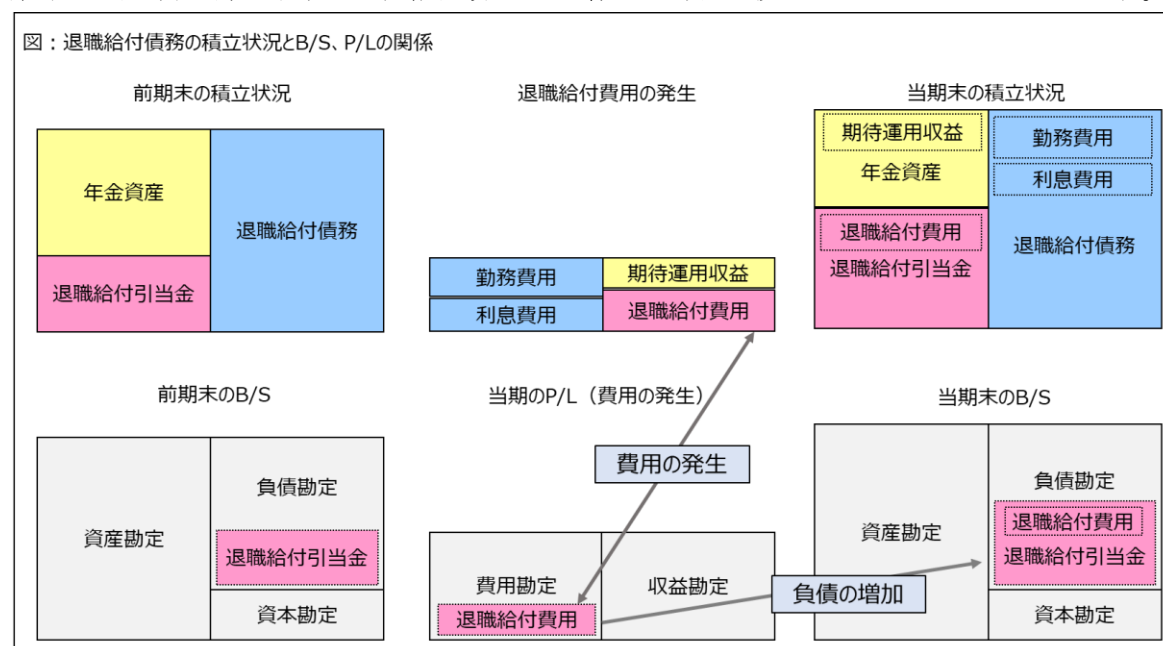 図：退職給付債務の積立状況とB/S、P/Lの関係
前期末の積立状況
退職給付費用の発生
当期末の積立状況
年金資産
退職給付債務
退職給付引当金
勤務費用
期待運用収益
利息費用
退職給付費用
期待運用収益
勤務費用
年金資産
利息費用
退職給付費用
退職給付債務
退職給付引当金
前期末のB/S
当期のP/L（費用の発生）
当期末のB/S
資産勘定
負債勘定
退職給付引当金
資本勘定
費用の発生
費用勘定
収益勘定
退職給付費用
負債の増加
資産勘定
負債勘定
退職給付費用
退職給付引当金
資本勘定